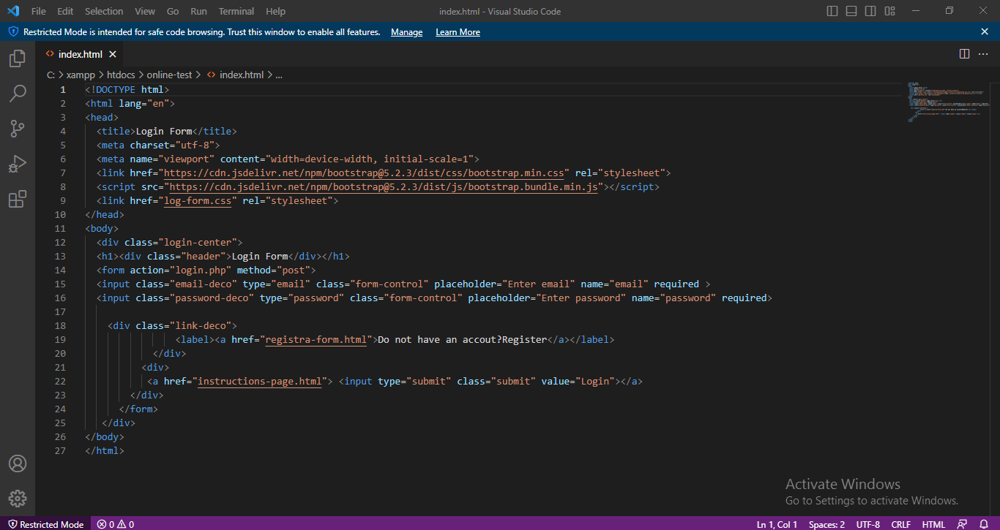 File Edit Selection View Go Run Terminal Help index.html - Visual Studio Code
Restricted Mode is intended for safe code browsing. Trust this window to enable all features. Manage Learn More
index.html
C: > xampp > htdocs > online-test > index.html > ...
1 <!DOCTYPE html>
2 <html lang="en">
3 <head>
4 <title>Login Form</title>
5 <meta charset="utf-8">
6 <meta name="viewport" content="width=device-width, initial-scale=1">
7 <link href="https://cdn.jsdelivr.net/npm/bootstrap@5.2.3/dist/css/bootstrap.min.css" rel="stylesheet">
8 <script src="https://cdn.jsdelivr.net/npm/bootstrap@5.2.3/dist/js/bootstrap.bundle.min.js"></script>
9 <link href="log-form.css" rel="stylesheet">
10 </head>
11 <body>
12 <div class="login-center">
13 <h1><div class="header">Login Form</div></h1>
14 <form action="login.php" method="post">
15 <input class="email-deco" type="email" class="form-control" placeholder="Enter email" name="email" required >
16 <input class="password-deco" type="password" class="form-control" placeholder="Enter password" name="password" required>
17
18 <div class="link-deco">
19 <label><a href="registra-form.html">Do not have an accout?Register</a></label>
20 </div>
21 <div>
22 <a href="instructions-page.html"> <input type="submit" class="submit" value="Login"></a>
23 </div>
24 </form>
25 </div>
26 </body>
27 </html>
Activate Windows
Go to Settings to activate Windows.
Restricted Mode 0 0 Ln 1, Col 1 Spaces: 2 UTF-8 CRLF HTML